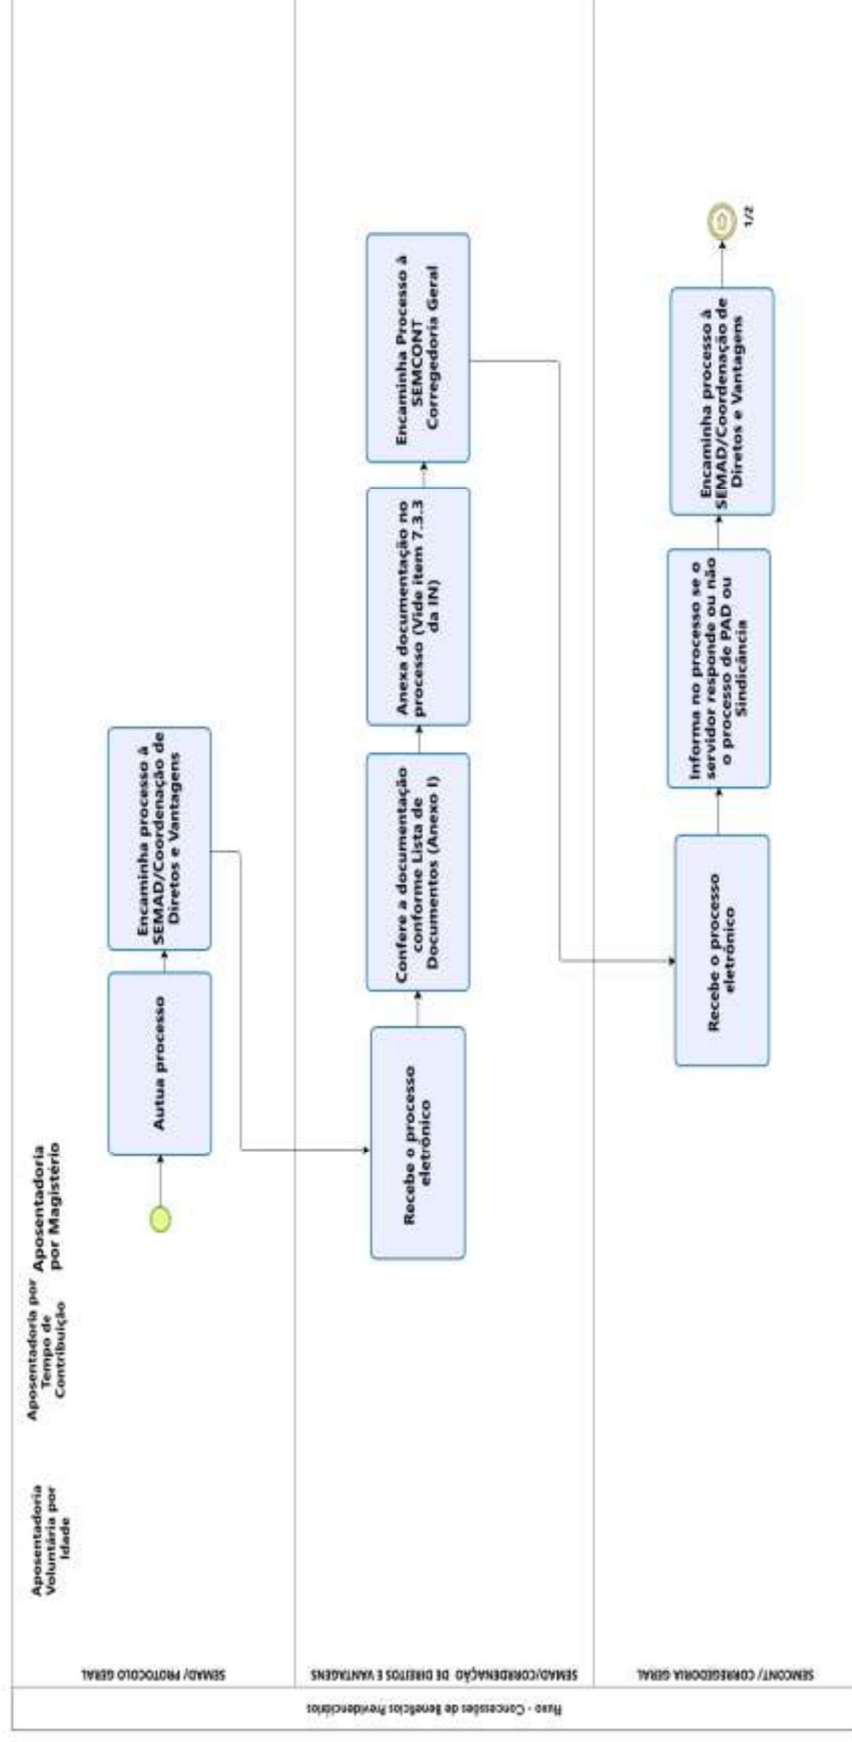 Fluxo - Concessões de Benefícios Previdenciários
SEMAD/ PROTOCOLO GERAL
Aposentadoria
Voluntária por
Idade
Aposentadoria por
Tempo de
Contribuição
Aposentadoria
por Magistério
Autua processo
Encaminha processo à
SEMAD/Coordenação de
Diretos e Vantagens
SEMAD/COORDENAÇÃO DE DIREITOS E VANTAGENS
Recebe o processo
eletrônico
Confere a documentação
conforme Lista de
Documentos (Anexo I)
Anexa documentação no
processo (Vide item 7.3.3
da IN)
Encaminha Processo à
SEMCONT
Corregedoria Geral
SEMCONT/ CORREGEDORIA GERAL
Recebe o processo
eletrônico
Informa no processo se o
servidor responde ou não
o processo de PAD ou
Sindicância
Encaminha processo à
SEMAD/Coordenação de
Diretos e Vantagens
1/2